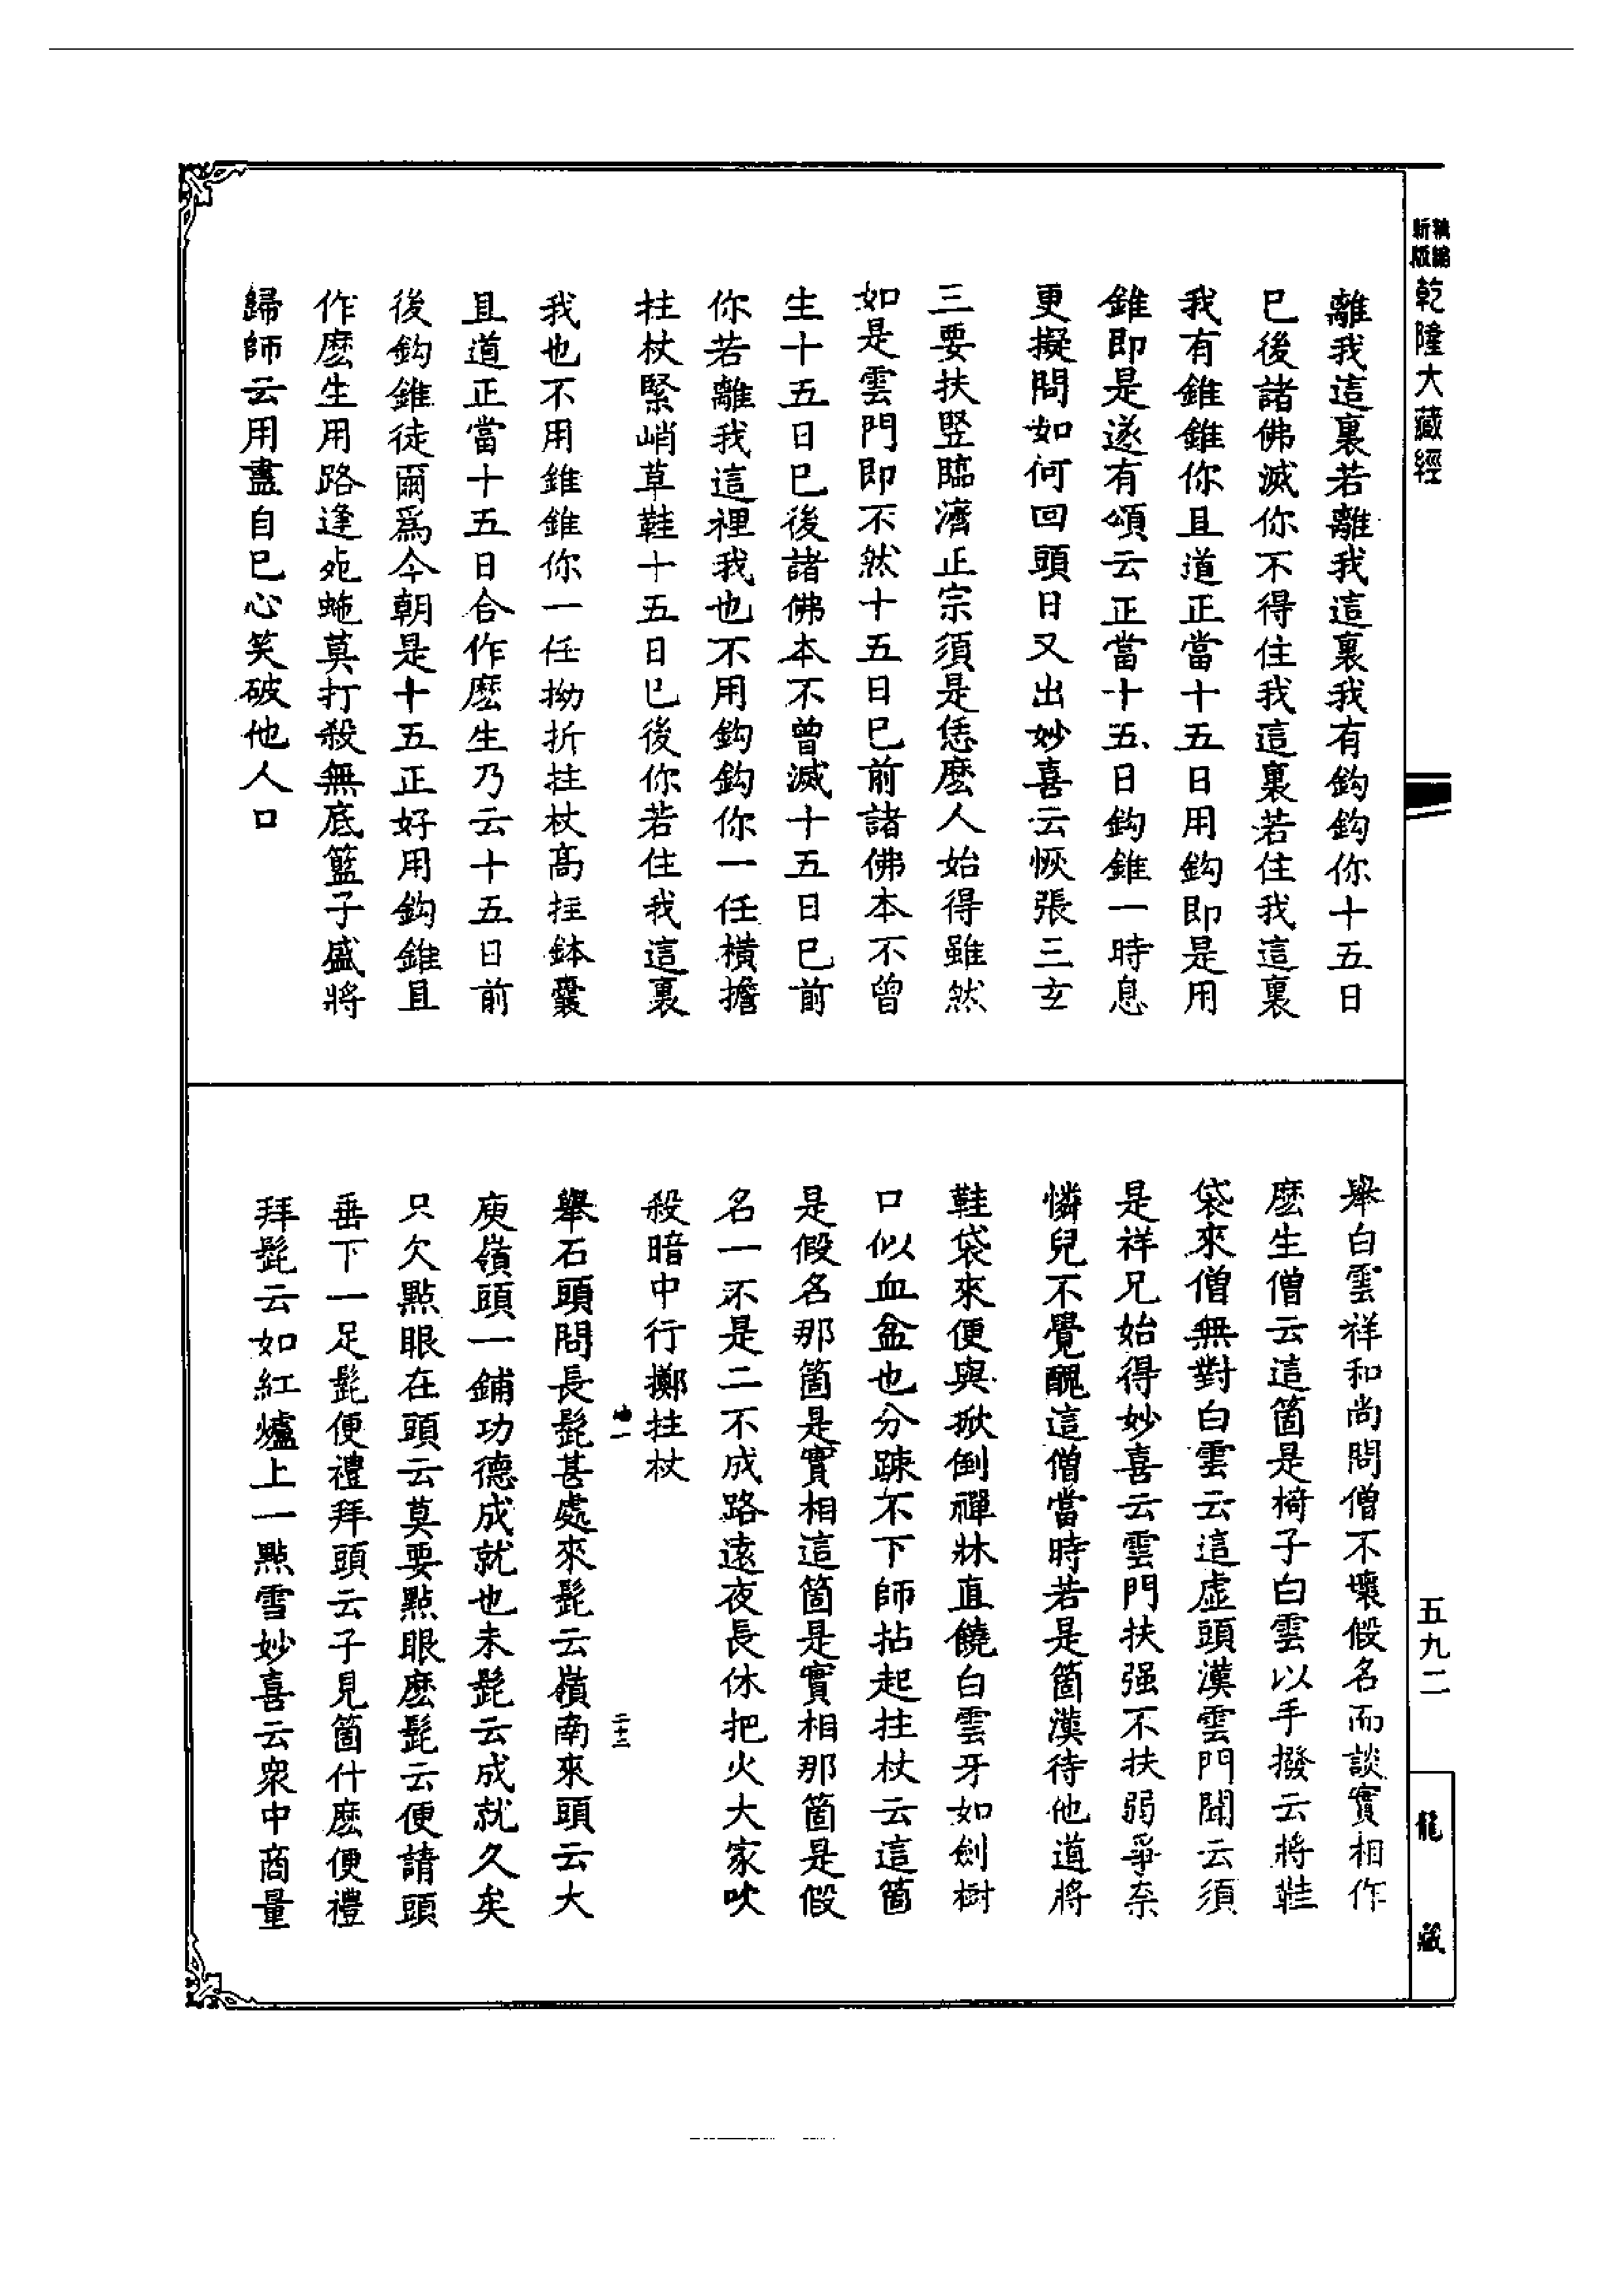 新版精縮
乾隆大藏經
離我這裏若離我這裏我有鈎鈎你十五日
已後諸佛滅你不得住我這裏若住我這裏
我有錐錐你且道正當十五日用鈎即是用
錐即是遂有頌云正當十五日鈎錐一時息
更擬問如何回頭日又出妙喜云恢張三玄
三要扶豎臨濟正宗須是恁麽人始得雖然
如是雲門即不然十五日已前諸佛本不曾
生十五日已後諸佛本不曾滅十五日已前
你若離我這裡我也不用鈎鈎你一任橫擔
拄杖緊峭草鞋十五日已後你若住我這裏
我也不用錐錐你一任拗折拄杖高挂鉢囊
且道正當十五日合作麽生乃云十五日前
後鈎錐徒爾爲今朝是十五正好用鈎錐且
作麽生用路逢死虵莫打殺無底籃子盛將
歸師云用盡自已心笑破他人口
舉白雲祥和尚問僧不壞假名而談實相作
麽生僧云這箇是椅子白雲以手撥云將鞋
袋來僧無對白雲云這虛頭漢雲門聞云須
是祥兄始得妙喜云雲門扶强不扶弱爭柰
憐兒不覺醜這僧當時若是箇漢待他道將
鞋袋來便與掀倒禪牀直饒白雲牙如劍樹
口似血盆也分踈不下師拈起拄杖云這箇
是假名那箇是實相這箇是實相那箇是假
名一不是二不成路遠夜長休把火大家吹
殺暗中行擲拄杖
二十三
舉石頭問長髭甚處來髭云嶺南來頭云大
庾嶺頭一鋪功德成就也未髭云成就久矣
只欠點眼在頭云莫要點眼麽髭云便請頭
垂下一足髭便禮拜頭云子見箇什麽便禮
拜髭云如紅爐上一點雪妙喜云衆中商量
五九二
龍藏